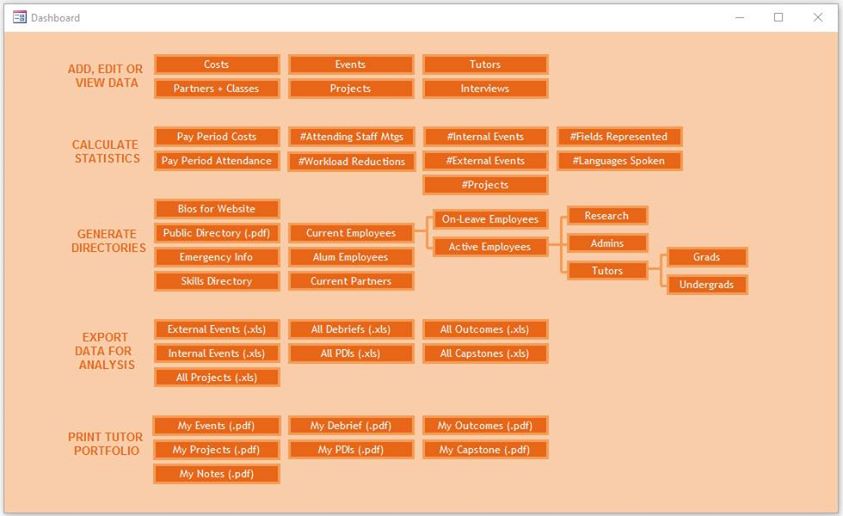 Dashboard
ADD, EDIT OR
VIEW DATA
Costs
Events
Tutors
Partners + Classes
Projects
Interviews
CALCULATE
STATISTICS
Pay Period Costs
#Attending Staff Mtgs
#Internal Events
#Fields Represented
Pay Period Attendance
#Workload Reductions
#External Events
#Languages Spoken
#Projects
GENERATE
DIRECTORIES
Bios for Website
Public Directory (.pdf)
Current Employees
On-Leave Employees
Active Employees
Research
Admins
Tutors
Grads
Undergrads
Emergency Info
Alum Employees
Skills Directory
Current Partners
EXPORT
DATA FOR
ANALYSIS
External Events (.xls)
All Debriefs (.xls)
All Outcomes (.xls)
Internal Events (.xls)
All PDIs (.xls)
All Capstones (.xls)
All Projects (.xls)
PRINT TUTOR
PORTFOLIO
My Events (.pdf)
My Debrief (.pdf)
My Outcomes (.pdf)
My Projects (.pdf)
My PDIs (.pdf)
My Capstone (.pdf)
My Notes (.pdf)